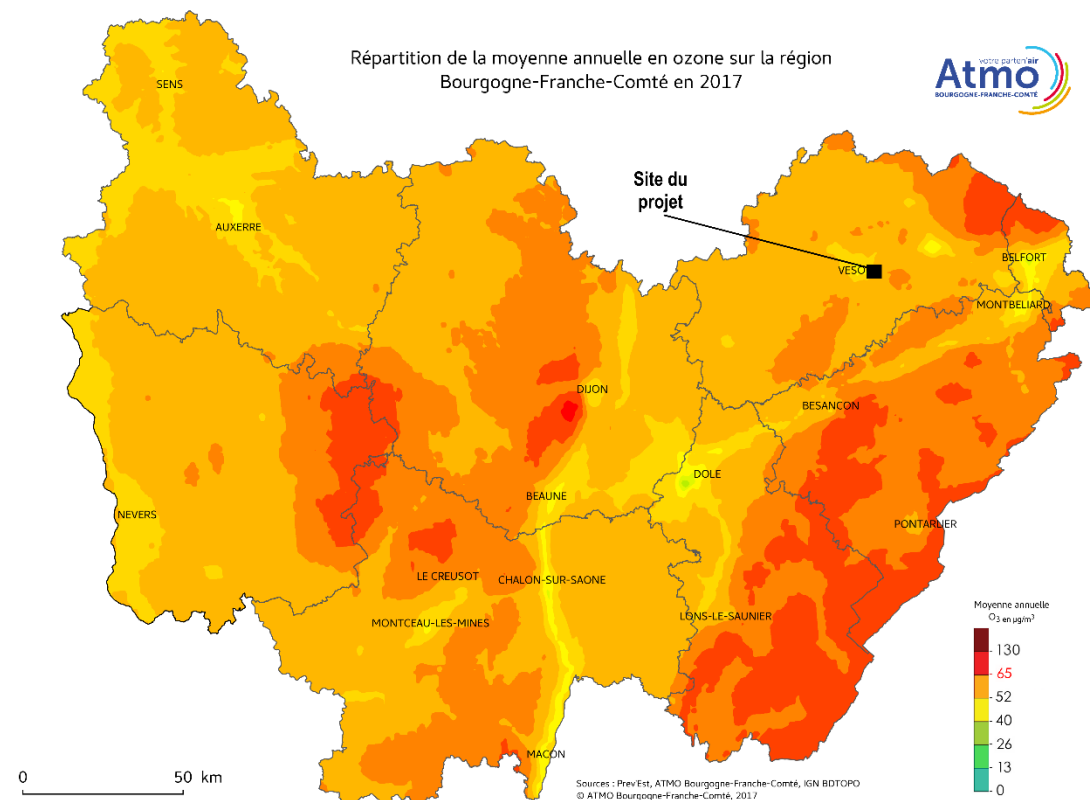 Répartition de la moyenne annuelle en ozone sur la région
Bourgogne-Franche-Comté en 2017
votre parten'air
Atmo
BOURGOGNE-FRANCHE-COMTÉ
SENS
Site du
projet
AUXERRE
VESO
BELFORT
MONTBELIARD
DIJON
BESANCON
DOLE
BEAUNE
NEVERS
PONTARLIER
LE CREUSOT
CHALON-SUR-SAONE
MONTCEAU-LES-MINES
LONS-LE-SAUNIER
MACON
Moyenne annuelle
O3 en µg/m³
130
65
52
40
26
13
0
0 50 km
Sources : Prev'Est, ATMO Bourgogne-Franche-Comté, IGN BDTOPO
© ATMO Bourgogne-Franche-Comté, 2017